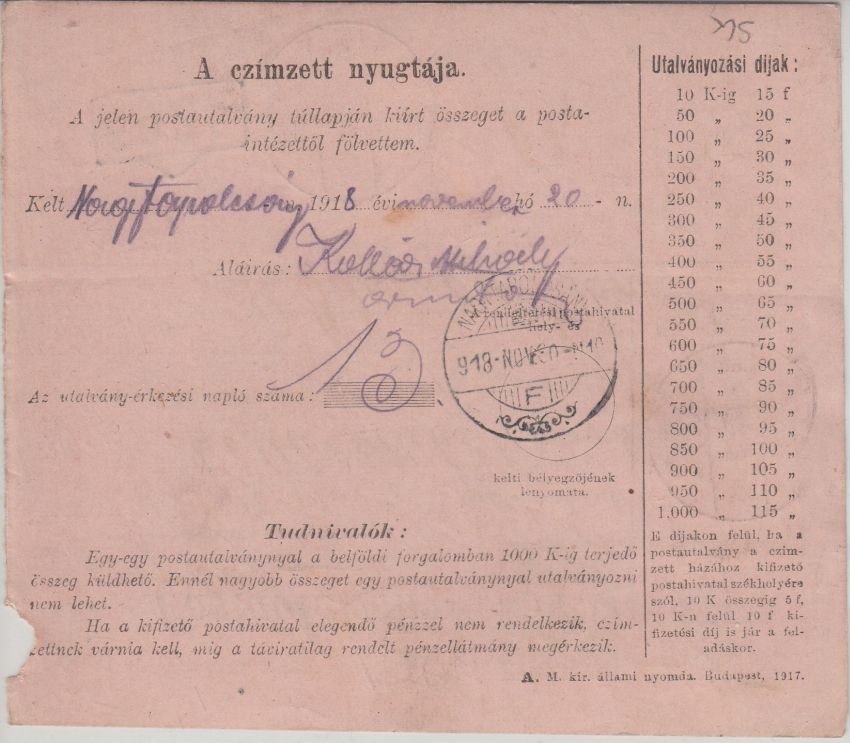 A czímzett nyugtája.
A jelen postautalvány túllapján kiírt összeget a posta-
intézettől fölvettem.
Kelt Nagytapolcsány 1918 évi november hó 20 - n.
Aláírás: Mihály
A rendeltetési postahivatal
hely- és
918-NOV. 20
F
Az utalvány-érkezési napló száma: 13.
kelti bélyegzőjének
lenyomata.
Tudnivalók:
Egy-egy postautalványnyal a belföldi forgalomban 1000 K-ig terjedő
összeg küldhető. Ennél nagyobb összeget egy postautalványnyal utalványozni
nem lehet.
Ha a kifizető postahivatal elegendő pénzzel nem rendelkezik, czím-
zettnek várnia kell, míg a táviratilag rendelt pénzellátmány megérkezik.
Utalványozási díjak:
10 K-ig 15 f
50 „ 20 „
100 „ 25 „
150 „ 30 „
200 „ 35 „
250 „ 40 „
300 „ 45 „
350 „ 50 „
400 „ 55 „
450 „ 60 „
500 „ 65 „
550 „ 70 „
600 „ 75 „
650 „ 80 „
700 „ 85 „
750 „ 90 „
800 „ 95 „
850 „ 100 „
900 „ 105 „
950 „ 110 „
1.000 „ 115 „
E díjakon felül, ha a
postautalvány a czím-
zett házához kifizető
postahivatal székhelyére
szól, 10 K összegig 5 f,
10 K-n felül 10 f ki-
fizetési díj is jár a fel-
adáskor.
A. M. kir. állami nyomda. Budapest, 1917.